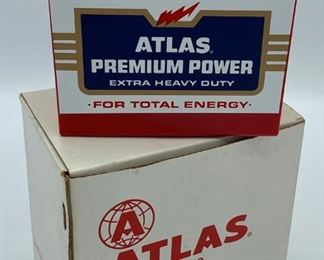 ATLAS®
PREMIUM POWER
EXTRA HEAVY DUTY
·FOR TOTAL ENERGY·
A
ATLAS®